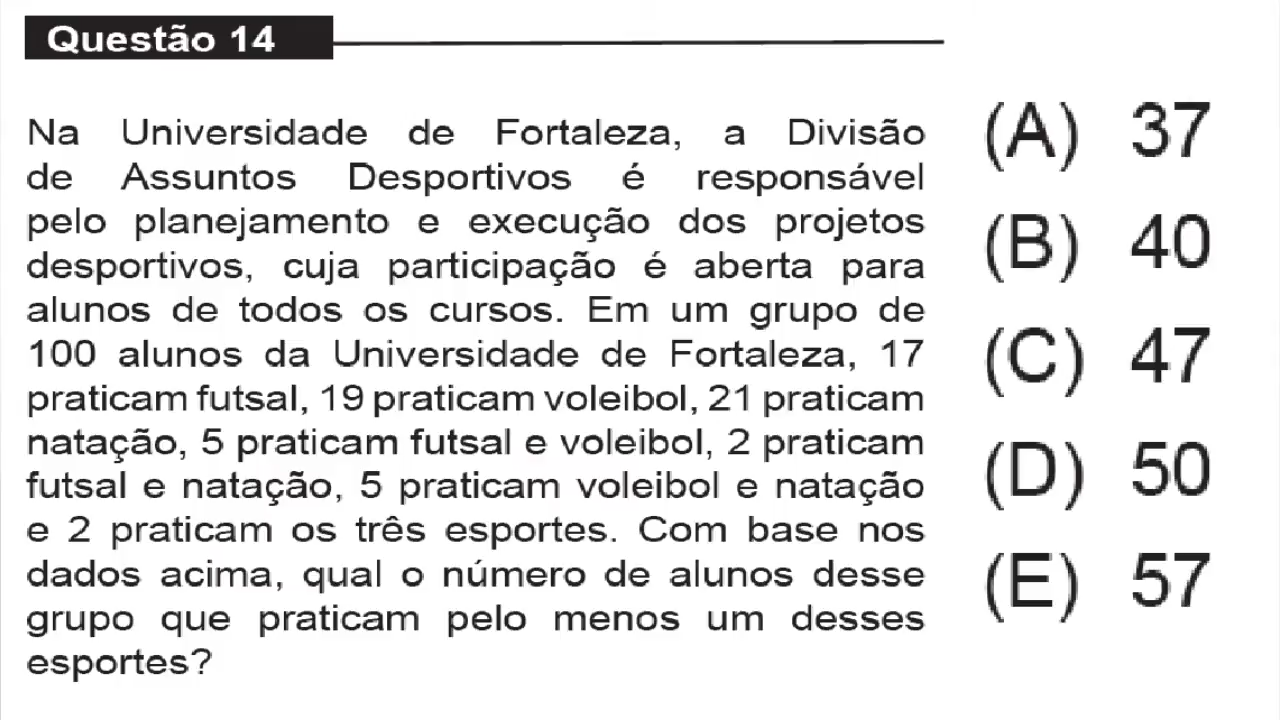 Questão 14
Na Universidade de Fortaleza, a Divisão
de Assuntos Desportivos é responsável
pelo planejamento e execução dos projetos
desportivos, cuja participação é aberta para
alunos de todos os cursos. Em um grupo de
100 alunos da Universidade de Fortaleza, 17
praticam futsal, 19 praticam voleibol, 21 praticam
natação, 5 praticam futsal e voleibol, 2 praticam
futsal e natação, 5 praticam voleibol e natação
e 2 praticam os três esportes. Com base nos
dados acima, qual o número de alunos desse
grupo que praticam pelo menos um desses
esportes?
(A) 37
(B) 40
(C) 47
(D) 50
(E) 57